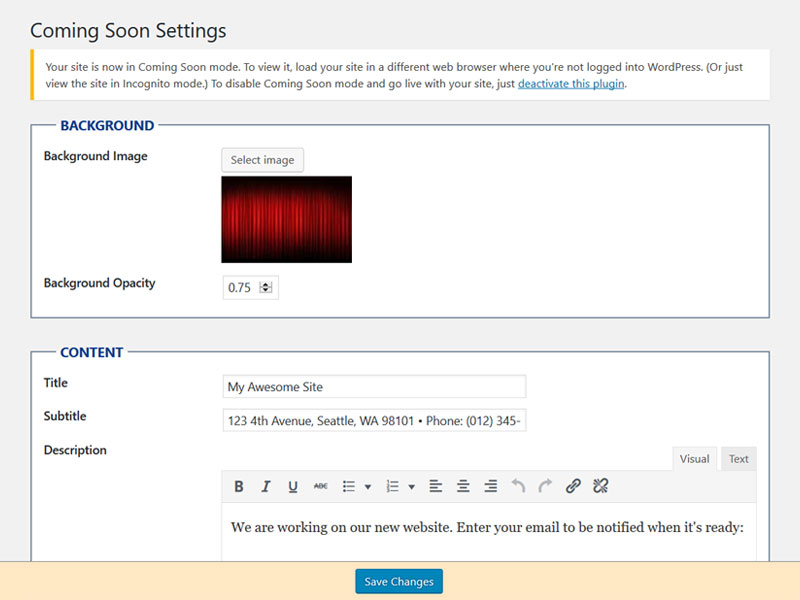 Coming Soon Settings
Your site is now in Coming Soon mode. To view it, load your site in a different web browser where you're not logged into WordPress. (Or just
view the site in Incognito mode.) To disable Coming Soon mode and go live with your site, just deactivate this plugin.
BACKGROUND
Background Image
Select image
Background Opacity
0.75
CONTENT
Title
My Awesome Site
Subtitle
123 4th Avenue, Seattle, WA 98101 • Phone: (012) 345-
Description
Visual Text
B I U ABC
We are working on our new website. Enter your email to be notified when it's ready:
Save Changes